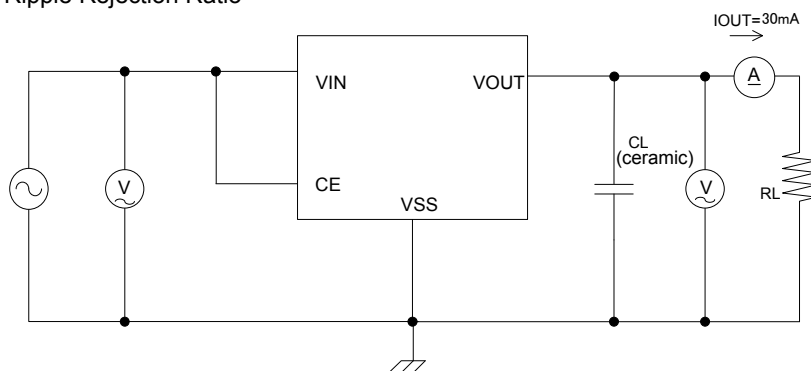 Ripple Rejection Ratio
IOUT=30mA
VIN
VOUT
A
CL
(ceramic)
V
CE
V
VSS
RL